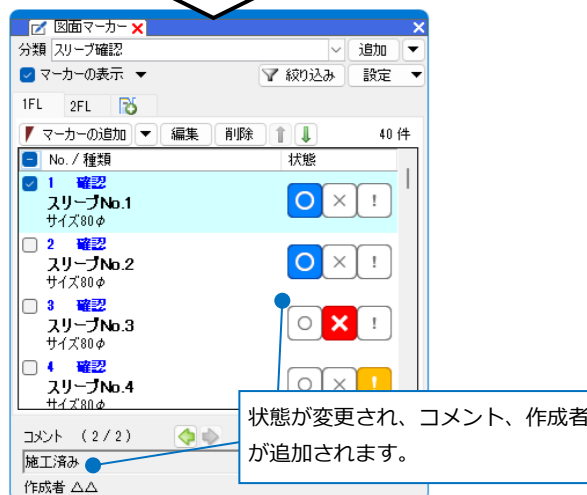 図面マーカー
分類 スリーブ確認 追加
マーカーの表示 絞り込み 設定
1FL 2FL
マーカーの追加 編集 削除 40 件
No. / 種類 状態
1 確認
スリーブNo.1
サイズ80φ
2 確認
スリーブNo.2
サイズ80φ
3 確認
スリーブNo.3
サイズ80φ
4 確認
スリーブNo.4
サイズ80φ
コメント (2/2)
施工済み
作成者 △△
状態が変更され、コメント、作成者
が追加されます。